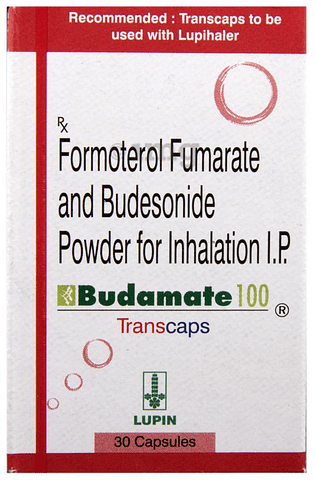 Recommended : Transcaps to be
used with Lupihaler
Rx
Formoterol Fumarate
and Budesonide
Powder for Inhalation I.P.
Budamate 100 ®
Transcaps
LUPIN
30 Capsules